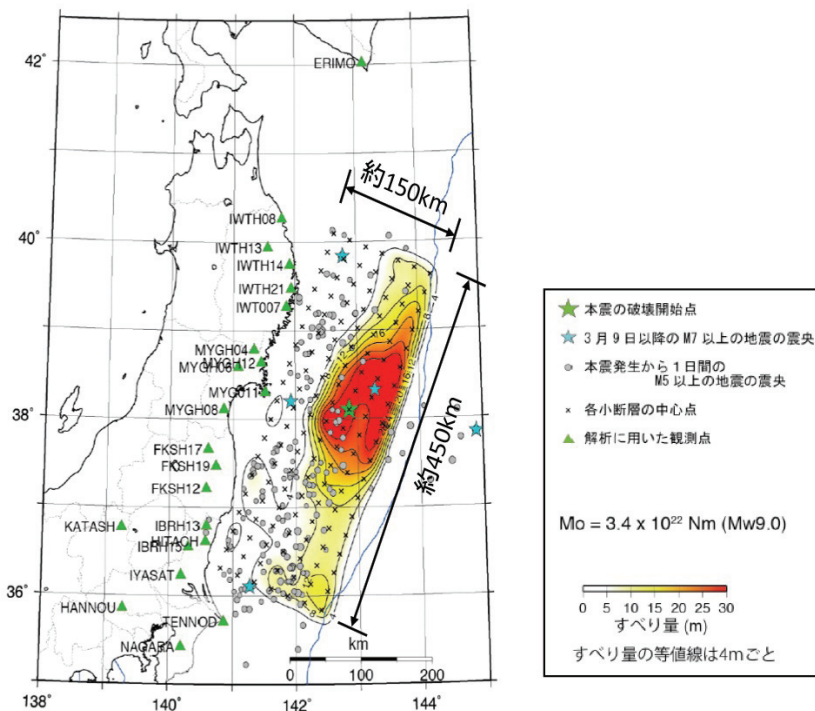 42°
40°
38°
36°
138°
140°
142°
144°
ERIMO
約150km
IWTH08
IWTH13
IWTH14
IWTH21
IWT007
MYGH04
MYGH12
MYGH06
MYG011
MYGH08
約450km
FKSH17
FKSH19
FKSH12
KATASH
IBRH13
HITACH
IBRH15
IYASAT
HANNOU
TENNOD
NAGARA
km
0 100 200
本震の破壊開始点
3月9日以降のM7以上の地震の震央
本震発生から1日間の
M5以上の地震の震央
各小断層の中心点
解析に用いた観測点
Mo = 3.4 x 10²² Nm (Mw9.0)
0 5 10 15 20 25 30
すべり量 (m)
すべり量の等値線は4mごと